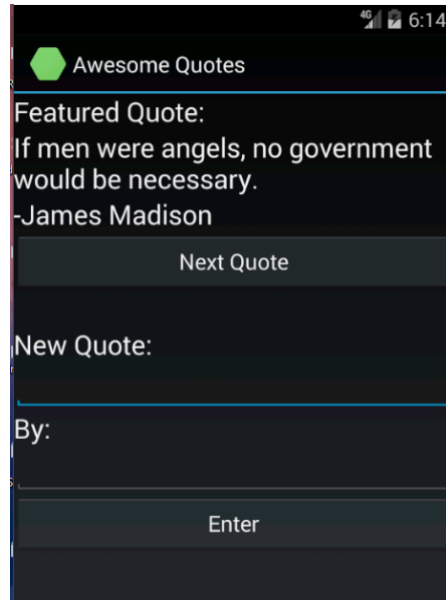 4G 6:14
Awesome Quotes
Featured Quote:
If men were angels, no government
would be necessary.
-James Madison
Next Quote
New Quote:
By:
Enter